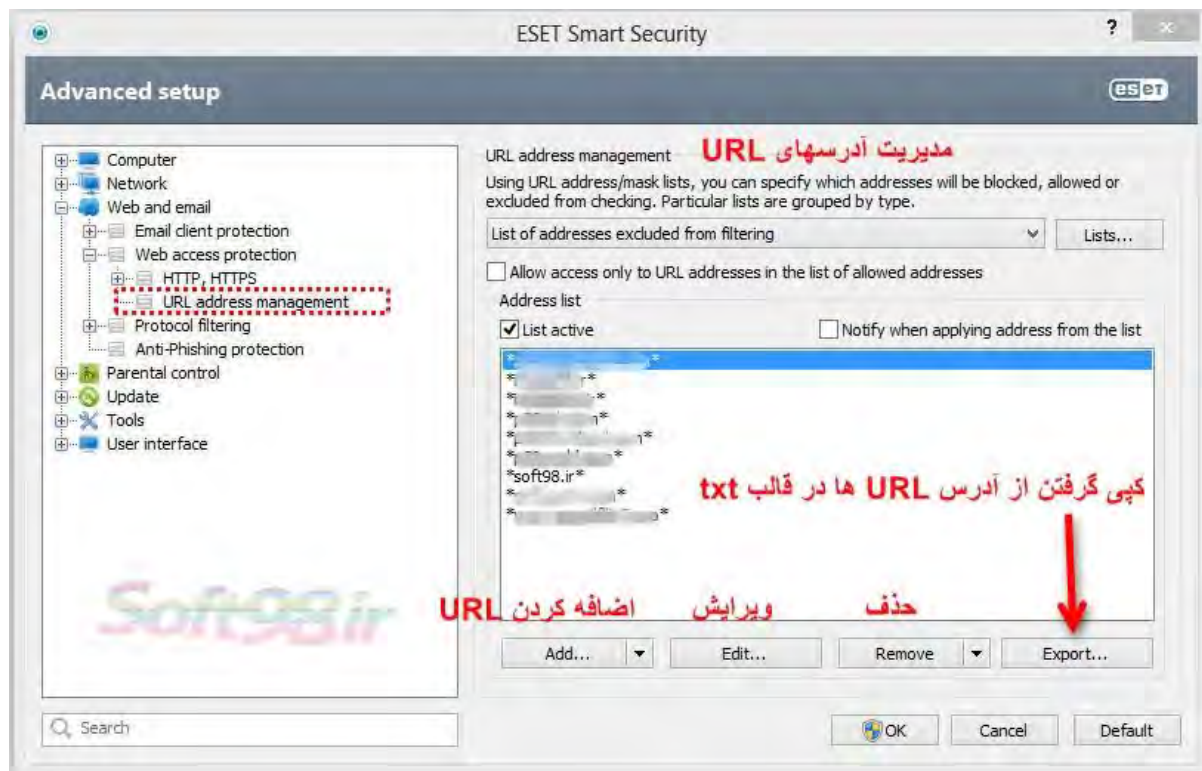 ESET Smart Security
?
Advanced setup
eset
Computer
Network
Web and email
Email client protection
Web access protection
HTTP, HTTPS
URL address management
Protocol filtering
Anti-Phishing protection
Parental control
Update
Tools
User interface
Search
URL address management
مدیریت آدرسهای URL
Using URL address/mask lists, you can specify which addresses will be blocked, allowed or
excluded from checking. Particular lists are grouped by type.
List of addresses excluded from filtering
Lists...
Allow access only to URL addresses in the list of allowed addresses
Address list
List active
Notify when applying address from the list
*soft98.ir*
کپی گرفتن از آدرس URL ها در قالب txt
Soft98.ir
اضافه کردن URL
ویرایش
حذف
Add...
Edit...
Remove
Export...
OK
Cancel
Default